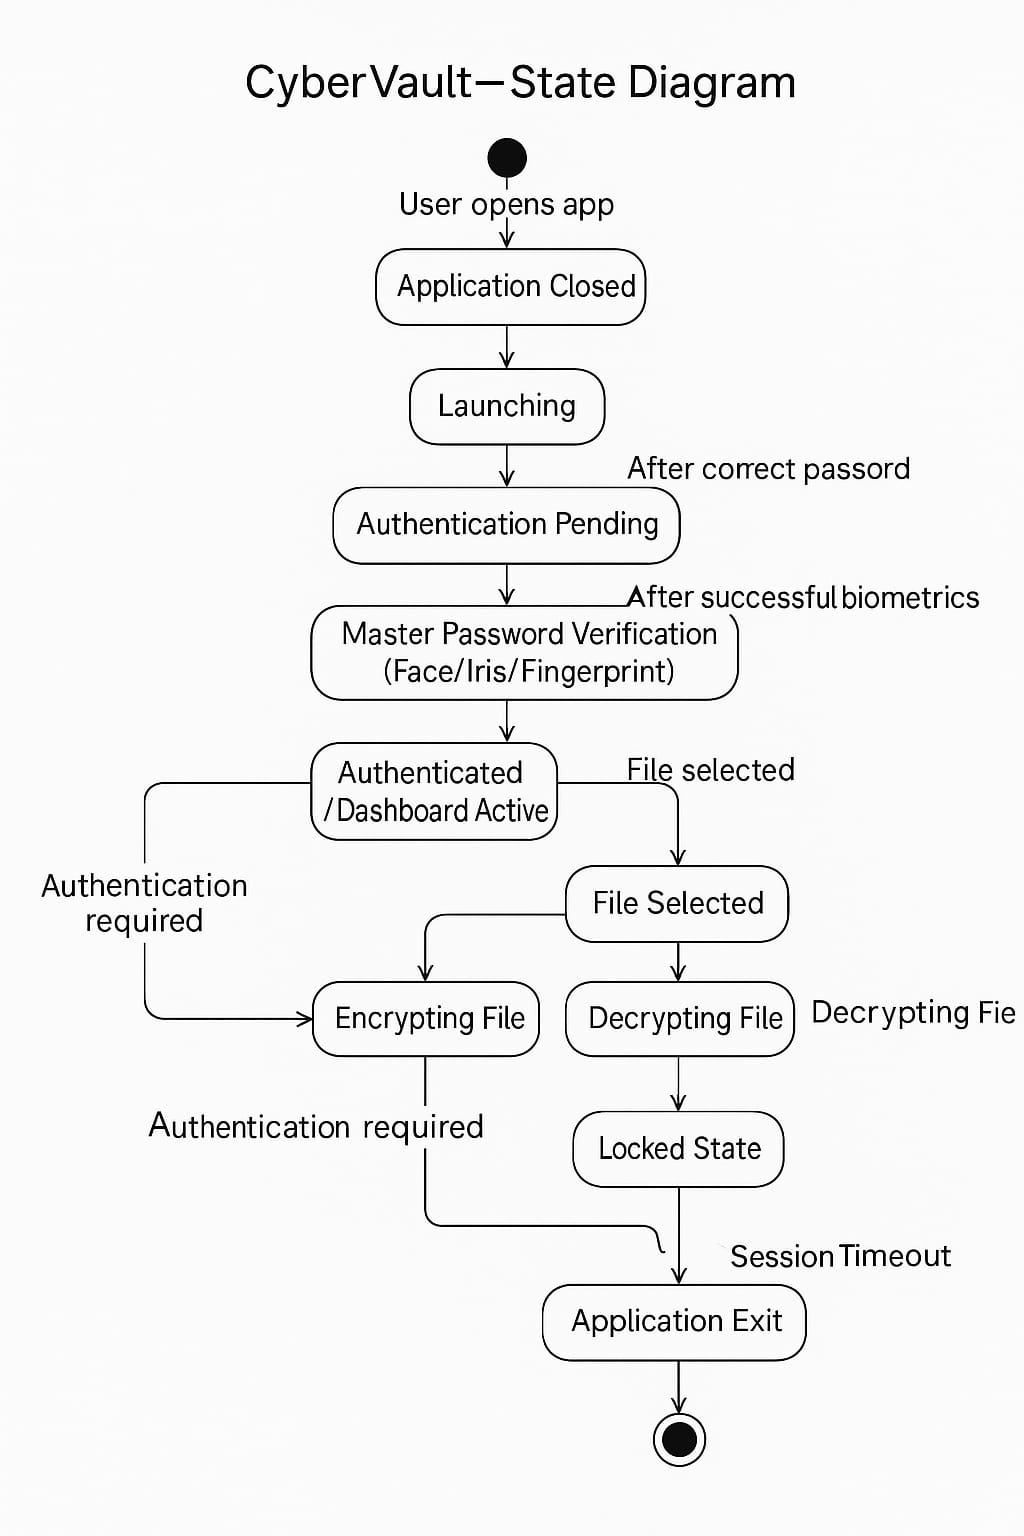 CyberVault—State Diagram
User opens app
Application Closed
Launching
After correct passord
Authentication Pending
After successful biometrics
Master Password Verification
(Face/Iris/Fingerprint)
Authenticated
/Dashboard Active
File selected
Authentication
required
File Selected
Encrypting File
Decrypting File
Decrypting Fie
Authentication required
Locked State
Session Timeout
Application Exit